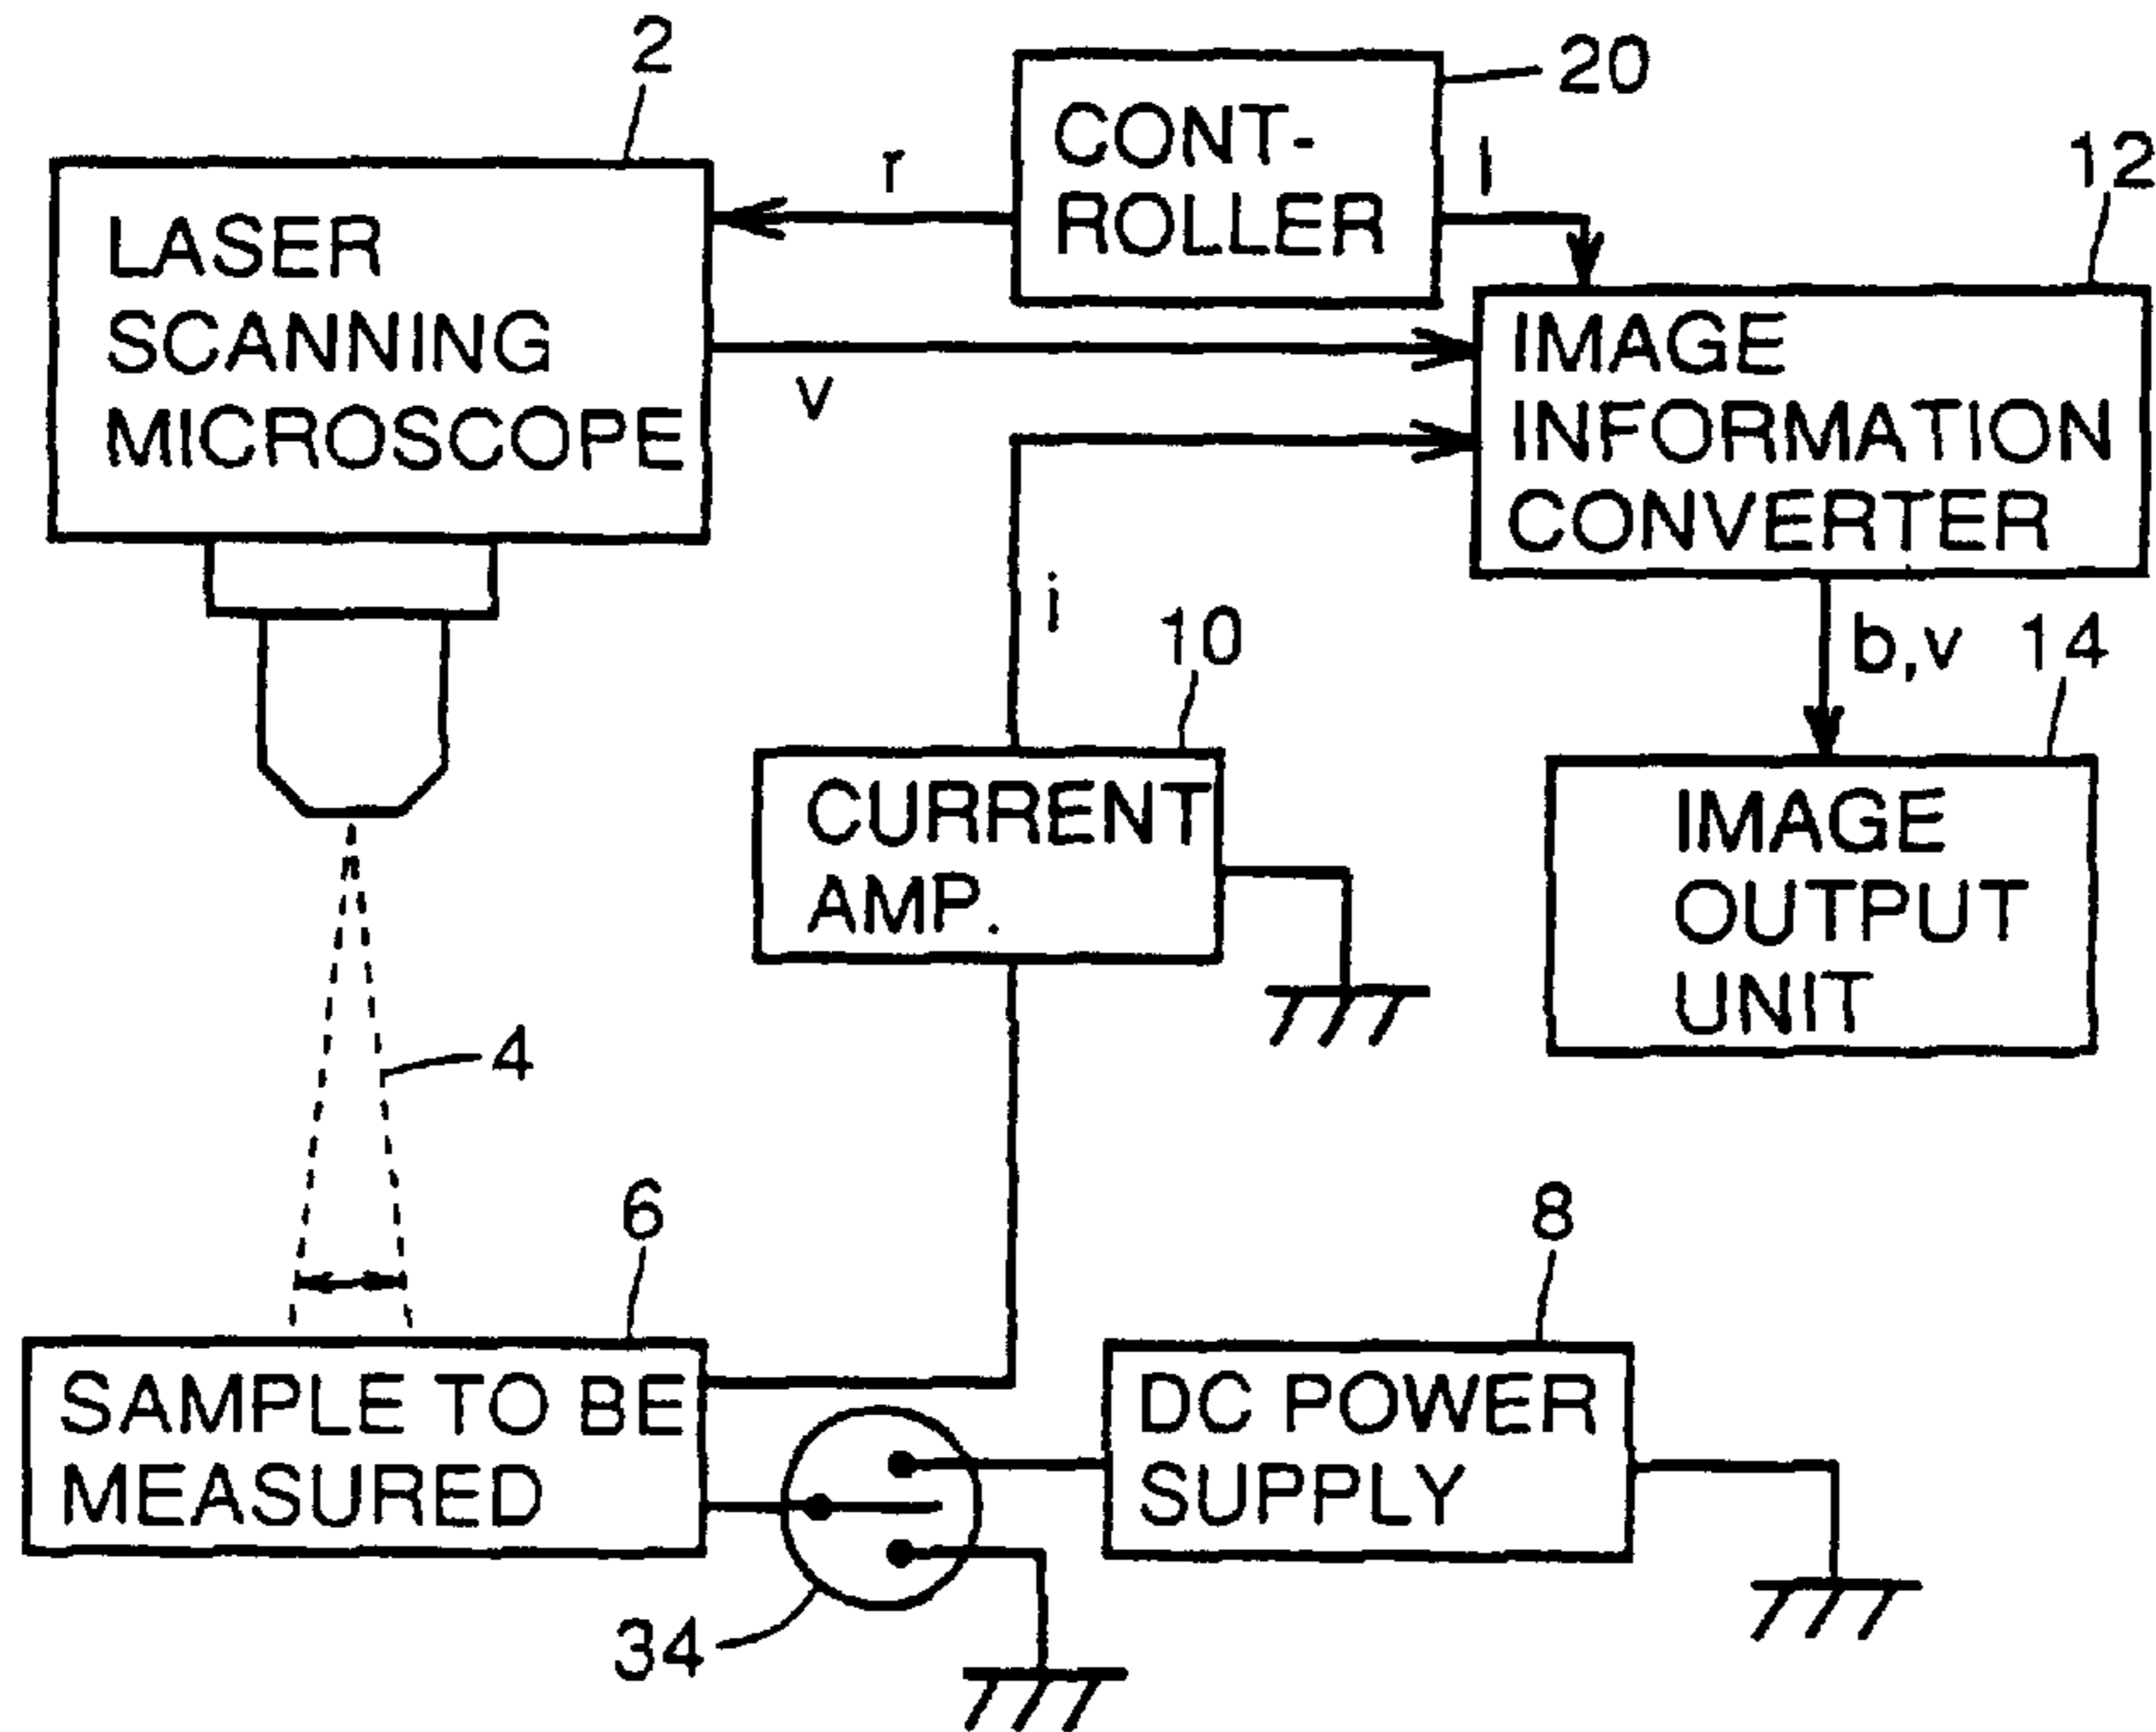 2
20
CONT-
ROLLER
r
l
12
LASER
SCANNING
MICROSCOPE
v
IMAGE
INFORMATION
CONVERTER
i
10
b,v
14
CURRENT
AMP.
IMAGE
OUTPUT
UNIT
4
6
8
SAMPLE TO BE
MEASURED
DC POWER
SUPPLY
34